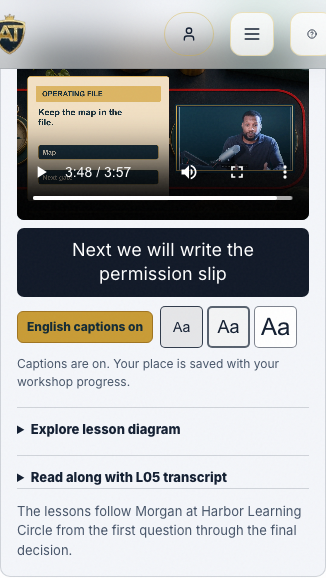 AT
OPERATING FILE
Keep the map in the
file.
Map
Next gate
3:48 / 3:57
Next we will write the
permission slip
English captions on
Aa
Aa
Aa
Captions are on. Your place is saved with your
workshop progress.
Explore lesson diagram
Read along with L05 transcript
The lessons follow Morgan at Harbor Learning
Circle from the first question through the final
decision.